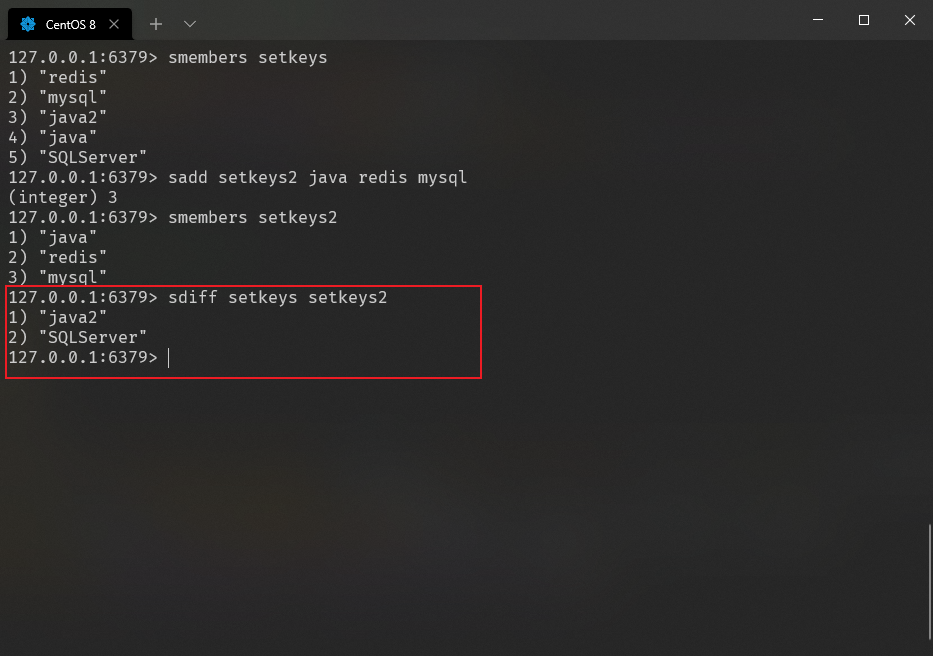 CentOS 8
127.0.0.1:6379> smembers setkeys
1) "redis"
2) "mysql"
3) "java2"
4) "java"
5) "SQLServer"
127.0.0.1:6379> sadd setkeys2 java redis mysql
(integer) 3
127.0.0.1:6379> smembers setkeys2
1) "java"
2) "redis"
3) "mysql"
127.0.0.1:6379> sdiff setkeys setkeys2
1) "java2"
2) "SQLServer"
127.0.0.1:6379>